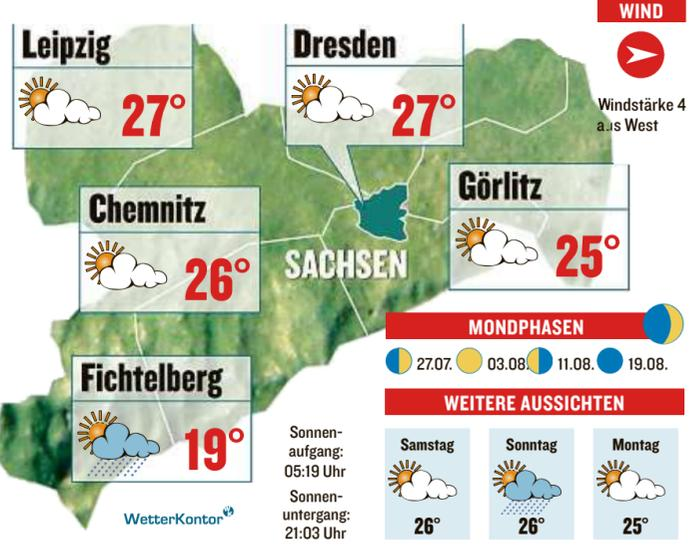 WIND
Windstärke 4
aus West
Leipzig
27°
Dresden
27°
Chemnitz
26°
Görlitz
25°
SACHSEN
Fichtelberg
19°
WetterKontor
Sonnen-
aufgang:
05:19 Uhr
Sonnen-
untergang:
21:03 Uhr
MONDPHASEN
27.07. 03.08. 11.08. 19.08.
WEITERE AUSSICHTEN
Samstag
26°
Sonntag
26°
Montag
25°